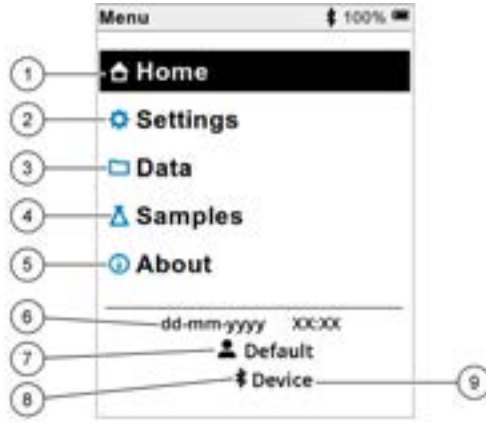 Menu 100%
1 Home
2 Settings
3 Data
4 Samples
5 About
6 dd-mm-yyyy XX:XX
7 Default
8 Device 9